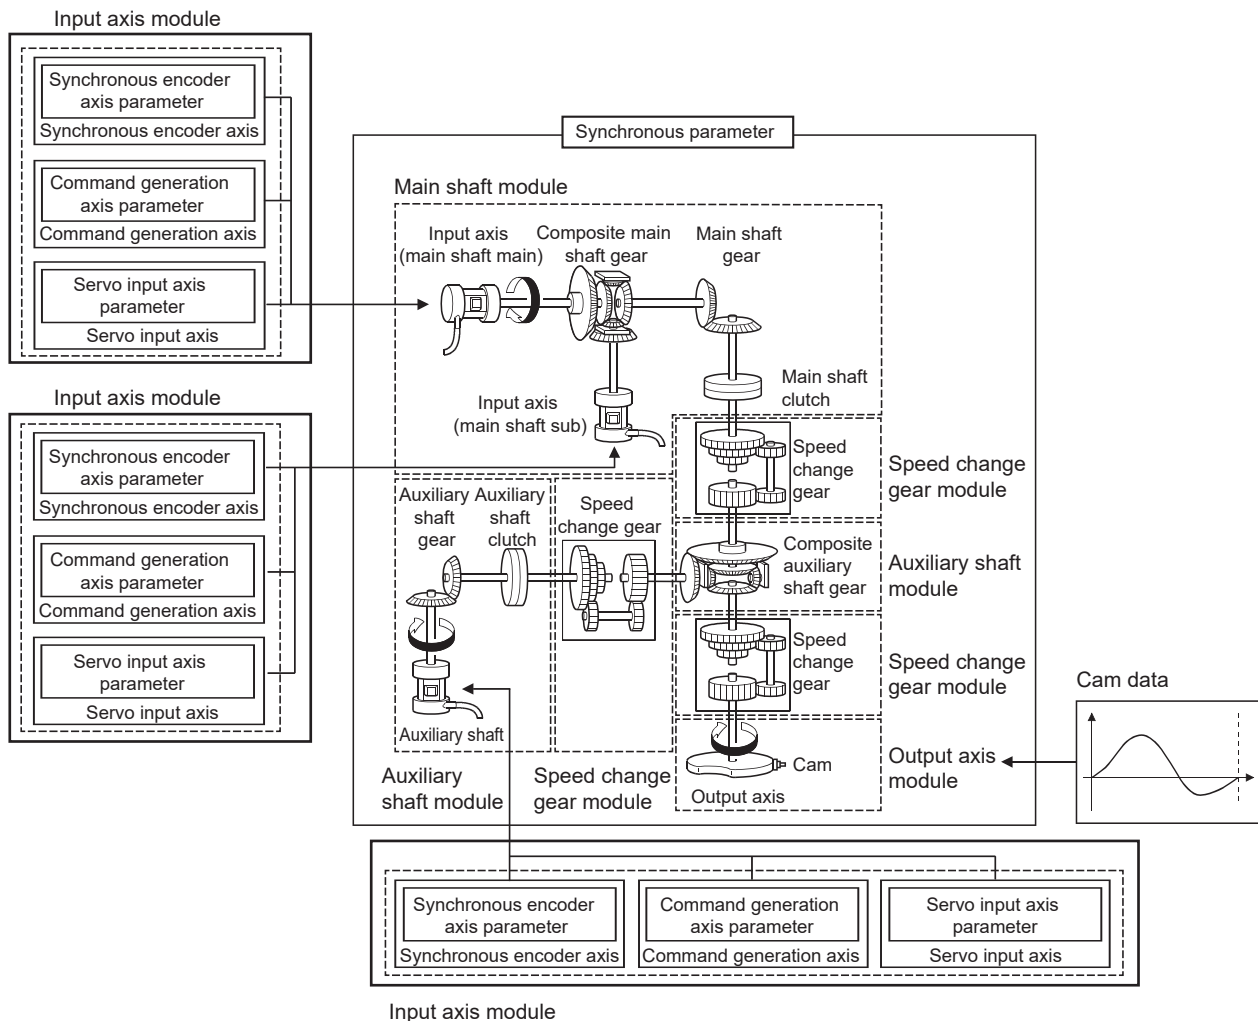 Input axis module
Synchronous encoder
axis parameter
Synchronous encoder axis
Command generation
axis parameter
Command generation axis
Servo input axis
parameter
Servo input axis
Input axis module
Synchronous encoder
axis parameter
Synchronous encoder axis
Command generation
axis parameter
Command generation axis
Servo input axis
parameter
Servo input axis
Synchronous parameter
Main shaft module
Input axis
(main shaft main)
Composite main
shaft gear
Main shaft
gear
Input axis
(main shaft sub)
Main shaft
clutch
Speed
change
gear
Speed change
gear module
Auxiliary
shaft
gear
Auxiliary
shaft
clutch
Speed
change gear
Composite
auxiliary
shaft gear
Auxiliary shaft
module
Speed
change
gear
Speed change
gear module
Auxiliary shaft
Auxiliary
shaft module
Speed change
gear module
Cam
Output axis
Output axis
module
Cam data
Synchronous encoder
axis parameter
Synchronous encoder axis
Command generation
axis parameter
Command generation axis
Servo input axis
parameter
Servo input axis
Input axis module